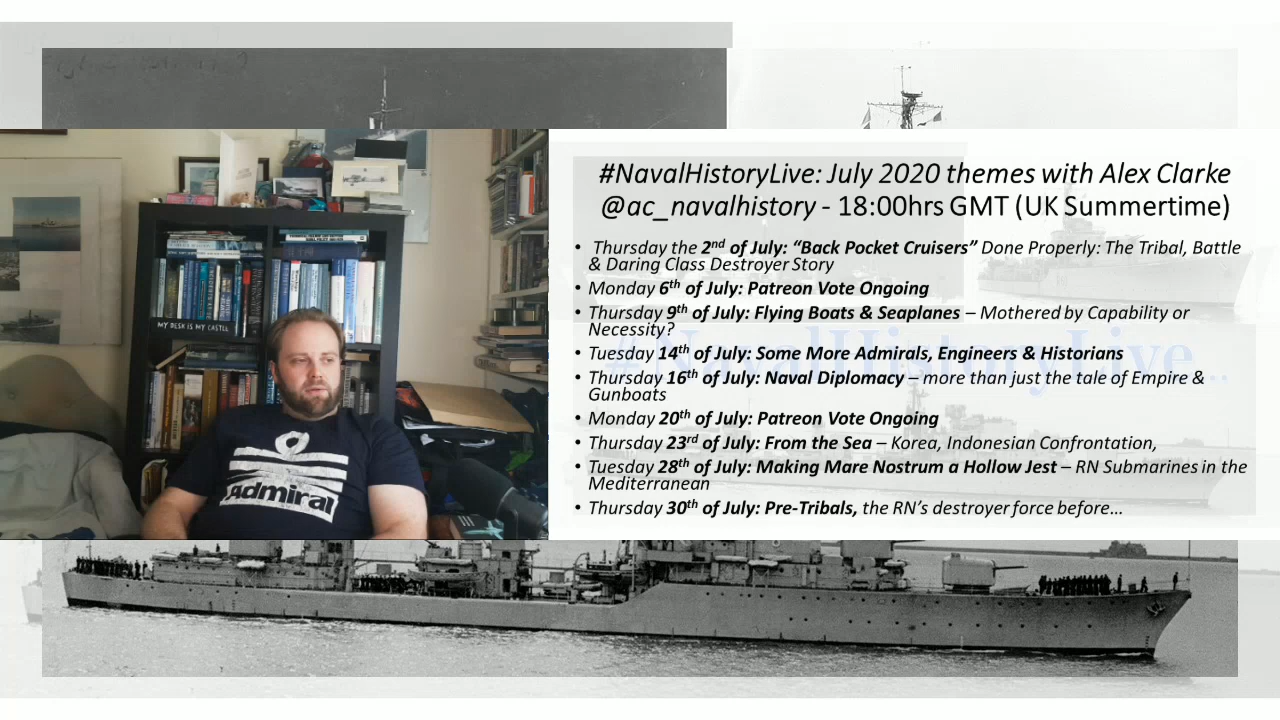 #NavalHistoryLive: July 2020 themes with Alex Clarke
@ac_navalhistory - 18:00hrs GMT (UK Summertime)
• Thursday the 2nd of July: “Back Pocket Cruisers” Done Properly: The Tribal, Battle
& Daring Class Destroyer Story
• Monday 6th of July: Patreon Vote Ongoing
• Thursday 9th of July: Flying Boats & Seaplanes – Mothered by Capability or
Necessity?
• Tuesday 14th of July: Some More Admirals, Engineers & Historians
• Thursday 16th of July: Naval Diplomacy – more than just the tale of Empire &
Gunboats
• Monday 20th of July: Patreon Vote Ongoing
• Thursday 23rd of July: From the Sea – Korea, Indonesian Confrontation,
• Tuesday 28th of July: Making Mare Nostrum a Hollow Jest – RN Submarines in the
Mediterranean
• Thursday 30th of July: Pre-Tribals, the RN’s destroyer force before…
#NavalHistoryLive...
MY DESK IS MY CASTLE
Admiral